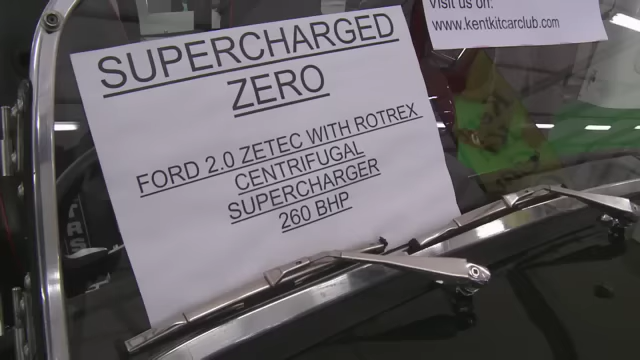 visit us on:
www.kentkitcarclub.com
SUPERCHARGED
ZERO
FORD 2.0 ZETEC WITH ROTREX
CENTRIFUGAL
SUPERCHARGER
260 BHP